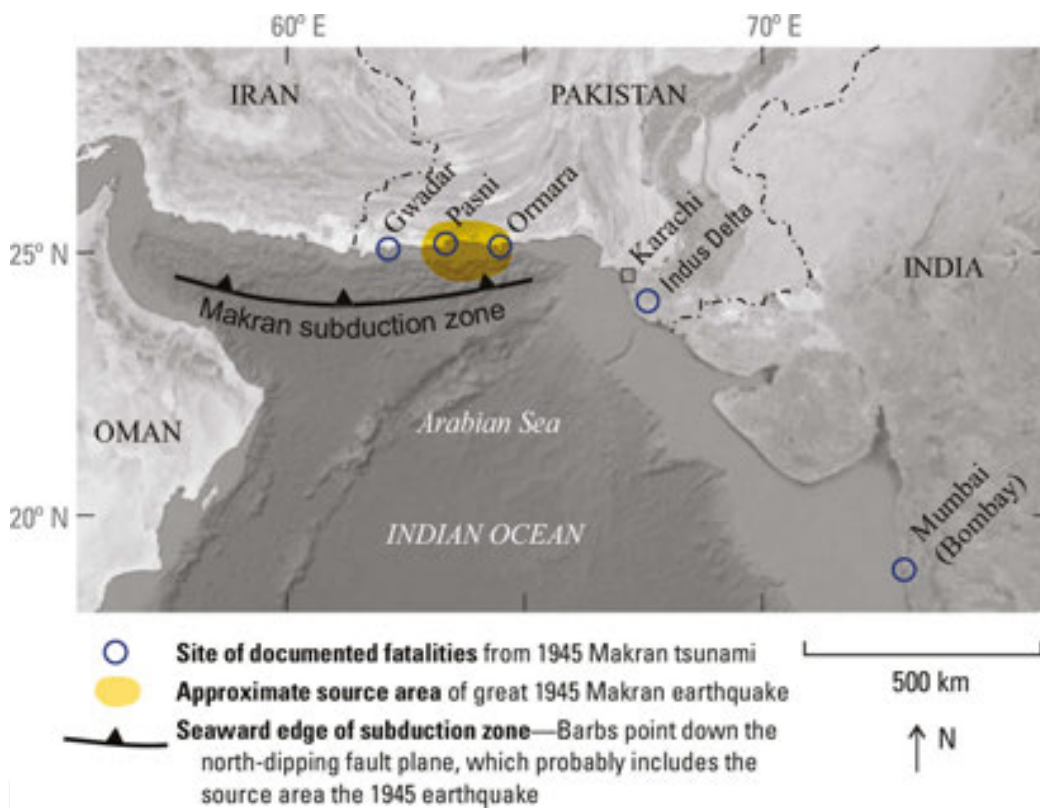 60° E
70° E
IRAN
PAKISTAN
Gwadar
Pasni
Ormara
Karachi
Indus Delta
25° N
INDIA
Makran subduction zone
OMAN
Arabian Sea
20° N
INDIAN OCEAN
Mumbai
(Bombay)
Site of documented fatalities from 1945 Makran tsunami
Approximate source area of great 1945 Makran earthquake
500 km
Seaward edge of subduction zone—Barbs point down the
north-dipping fault plane, which probably includes the
source area the 1945 earthquake
N